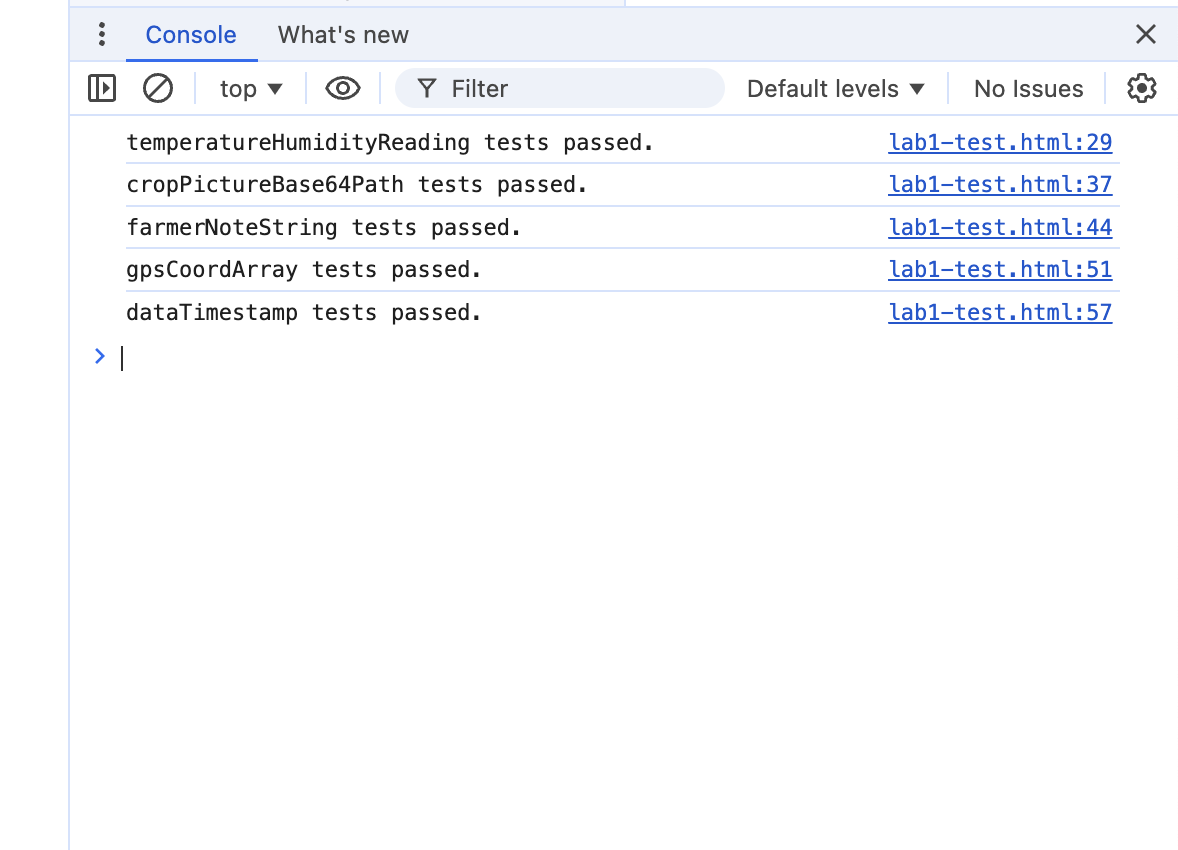 Console What's new
top Filter Default levels No Issues
temperatureHumidityReading tests passed. lab1-test.html:29
cropPictureBase64Path tests passed. lab1-test.html:37
farmerNoteString tests passed. lab1-test.html:44
gpsCoordArray tests passed. lab1-test.html:51
dataTimestamp tests passed. lab1-test.html:57